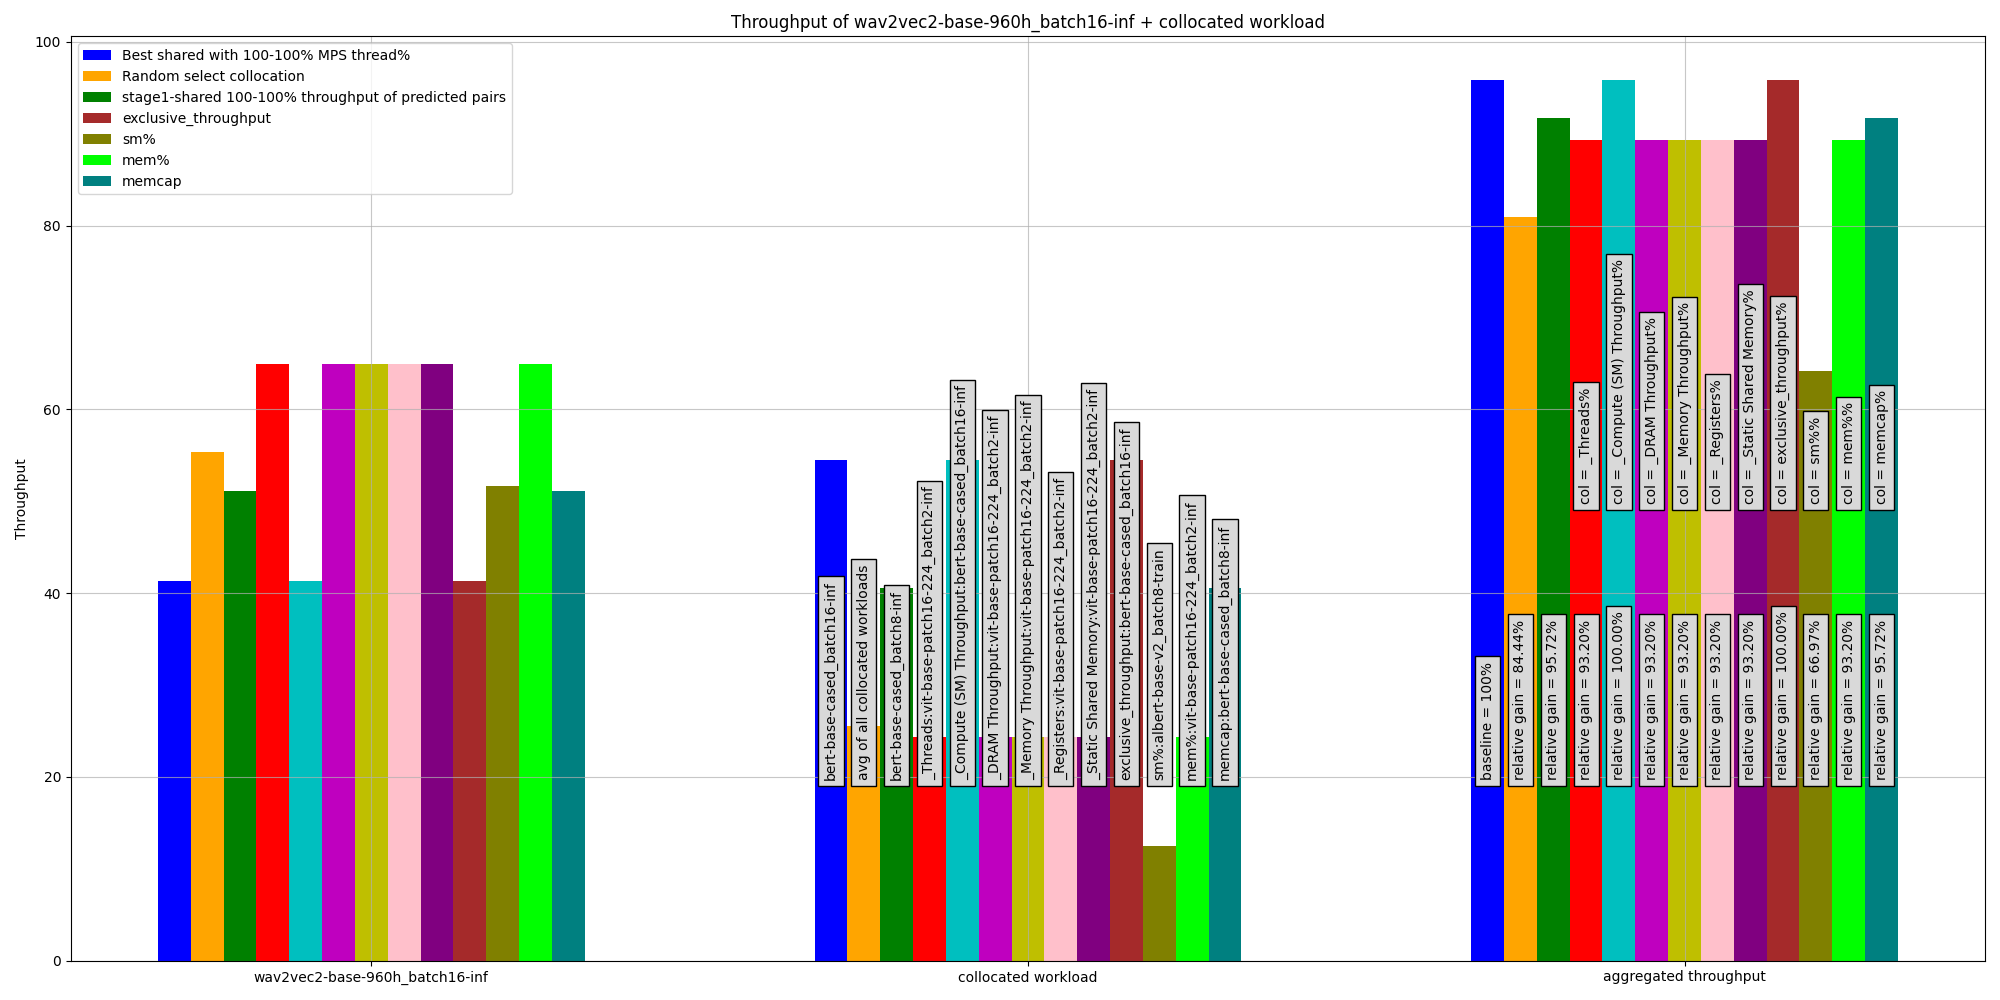 Throughput of wav2vec2-base-960h_batch16-inf + collocated workload
Throughput
100
80
60
40
20
0
Best shared with 100-100% MPS thread%
Random select collocation
stage1-shared 100-100% throughput of predicted pairs
exclusive_throughput
sm%
mem%
memcap
bert-base-cased_batch16-inf
avg of all collocated workloads
bert-base-cased_batch8-inf
_Threads:vit-base-patch16-224_batch2-inf
_Compute (SM) Throughput:bert-base-cased_batch16-inf
_DRAM Throughput:vit-base-patch16-224_batch2-inf
_Memory Throughput:vit-base-patch16-224_batch2-inf
_Registers:vit-base-patch16-224_batch2-inf
_Static Shared Memory:vit-base-patch16-224_batch2-inf
exclusive_throughput:bert-base-cased_batch16-inf
sm%:albert-base-v2_batch8-train
mem%:vit-base-patch16-224_batch2-inf
memcap:bert-base-cased_batch8-inf
col = _Threads%
col = _Compute (SM) Throughput%
col = _DRAM Throughput%
col = _Memory Throughput%
col = _Registers%
col = _Static Shared Memory%
col = exclusive_throughput%
col = sm%%
col = mem%%
col = memcap%
baseline = 100%
relative gain = 84.44%
relative gain = 95.72%
relative gain = 93.20%
relative gain = 100.00%
relative gain = 93.20%
relative gain = 93.20%
relative gain = 93.20%
relative gain = 93.20%
relative gain = 100.00%
relative gain = 66.97%
relative gain = 93.20%
relative gain = 95.72%
wav2vec2-base-960h_batch16-inf
collocated workload
aggregated throughput